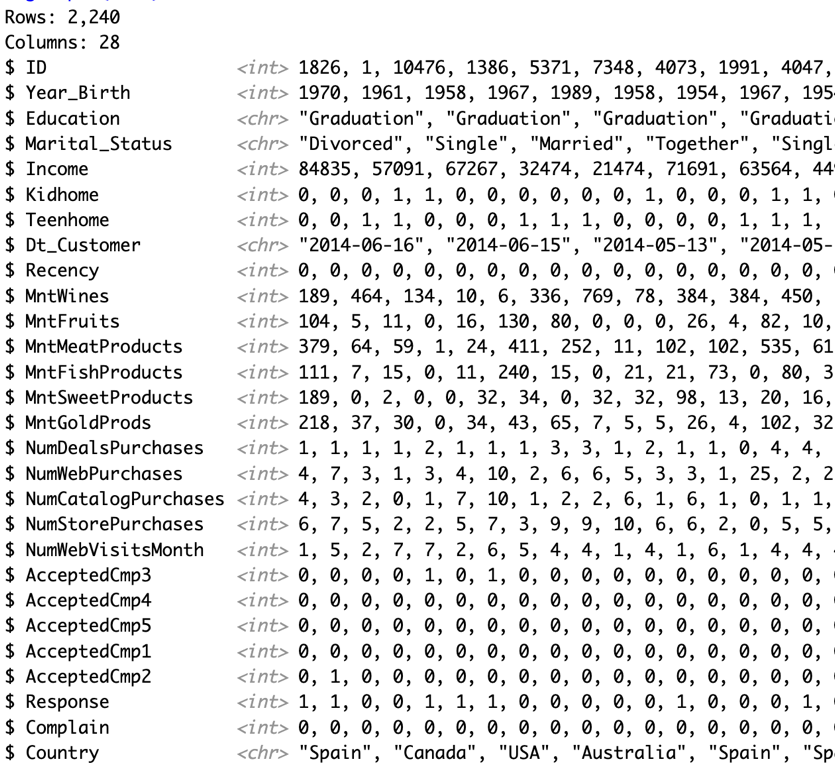 Rows: 2,240
Columns: 28
$ ID <int> 1826, 1, 10476, 1386, 5371, 7348, 4073, 1991, 4047,
$ Year_Birth <int> 1970, 1961, 1958, 1967, 1989, 1958, 1954, 1967, 195
$ Education <chr> "Graduation", "Graduation", "Graduation", "Graduati
$ Marital_Status <chr> "Divorced", "Single", "Married", "Together", "Singl
$ Income <int> 84835, 57091, 67267, 32474, 21474, 71691, 63564, 44
$ Kidhome <int> 0, 0, 0, 1, 1, 0, 0, 0, 0, 0, 0, 1, 0, 0, 0, 1, 1,
$ Teenhome <int> 0, 0, 1, 1, 0, 0, 0, 1, 1, 1, 0, 0, 0, 0, 1, 1, 1,
$ Dt_Customer <chr> "2014-06-16", "2014-06-15", "2014-05-13", "2014-05-
$ Recency <int> 0, 0, 0, 0, 0, 0, 0, 0, 0, 0, 0, 0, 0, 0, 0, 0, 0,
$ MntWines <int> 189, 464, 134, 10, 6, 336, 769, 78, 384, 384, 450,
$ MntFruits <int> 104, 5, 11, 0, 16, 130, 80, 0, 0, 0, 26, 4, 82, 10,
$ MntMeatProducts <int> 379, 64, 59, 1, 24, 411, 252, 11, 102, 102, 535, 61
$ MntFishProducts <int> 111, 7, 15, 0, 11, 240, 15, 0, 21, 21, 73, 0, 80, 3
$ MntSweetProducts <int> 189, 0, 2, 0, 0, 32, 34, 0, 32, 32, 98, 13, 20, 16,
$ MntGoldProds <int> 218, 37, 30, 0, 34, 43, 65, 7, 5, 5, 26, 4, 102, 32
$ NumDealsPurchases <int> 1, 1, 1, 1, 2, 1, 1, 1, 3, 3, 1, 2, 1, 1, 0, 4, 4,
$ NumWebPurchases <int> 4, 7, 3, 1, 3, 4, 10, 2, 6, 6, 5, 3, 3, 1, 25, 2, 2
$ NumCatalogPurchases <int> 4, 3, 2, 0, 1, 7, 10, 1, 2, 2, 6, 1, 6, 1, 0, 1, 1,
$ NumStorePurchases <int> 6, 7, 5, 2, 2, 5, 7, 3, 9, 9, 10, 6, 6, 2, 0, 5, 5,
$ NumWebVisitsMonth <int> 1, 5, 2, 7, 7, 2, 6, 5, 4, 4, 1, 4, 1, 6, 1, 4, 4,
$ AcceptedCmp3 <int> 0, 0, 0, 0, 1, 0, 1, 0, 0, 0, 0, 0, 0, 0, 0, 0, 0,
$ AcceptedCmp4 <int> 0, 0, 0, 0, 0, 0, 0, 0, 0, 0, 0, 0, 0, 0, 0, 0, 0,
$ AcceptedCmp5 <int> 0, 0, 0, 0, 0, 0, 0, 0, 0, 0, 0, 0, 0, 0, 0, 0, 0,
$ AcceptedCmp1 <int> 0, 0, 0, 0, 0, 0, 0, 0, 0, 0, 0, 0, 0, 0, 0, 0, 0,
$ AcceptedCmp2 <int> 0, 1, 0, 0, 0, 0, 0, 0, 0, 0, 0, 0, 0, 0, 0, 0, 0,
$ Response <int> 1, 1, 0, 0, 1, 1, 1, 0, 0, 0, 0, 0, 1, 0, 0, 0, 1,
$ Complain <int> 0, 0, 0, 0, 0, 0, 0, 0, 0, 0, 0, 0, 0, 0, 0, 0, 0,
$ Country <chr> "Spain", "Canada", "USA", "Australia", "Spain", "Sp